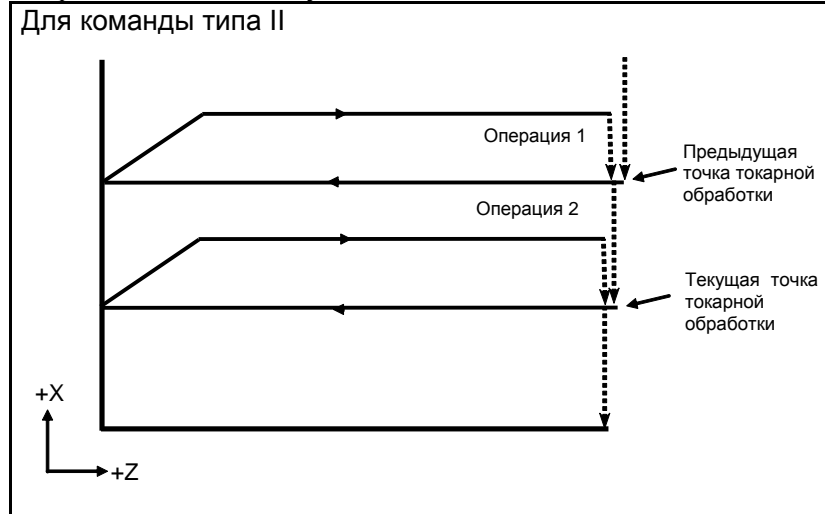 Для команды типа II
Операция 1
Предыдущая
точка токарной
обработки
Операция 2
Текущая точка
токарной
обработки
+X
+Z